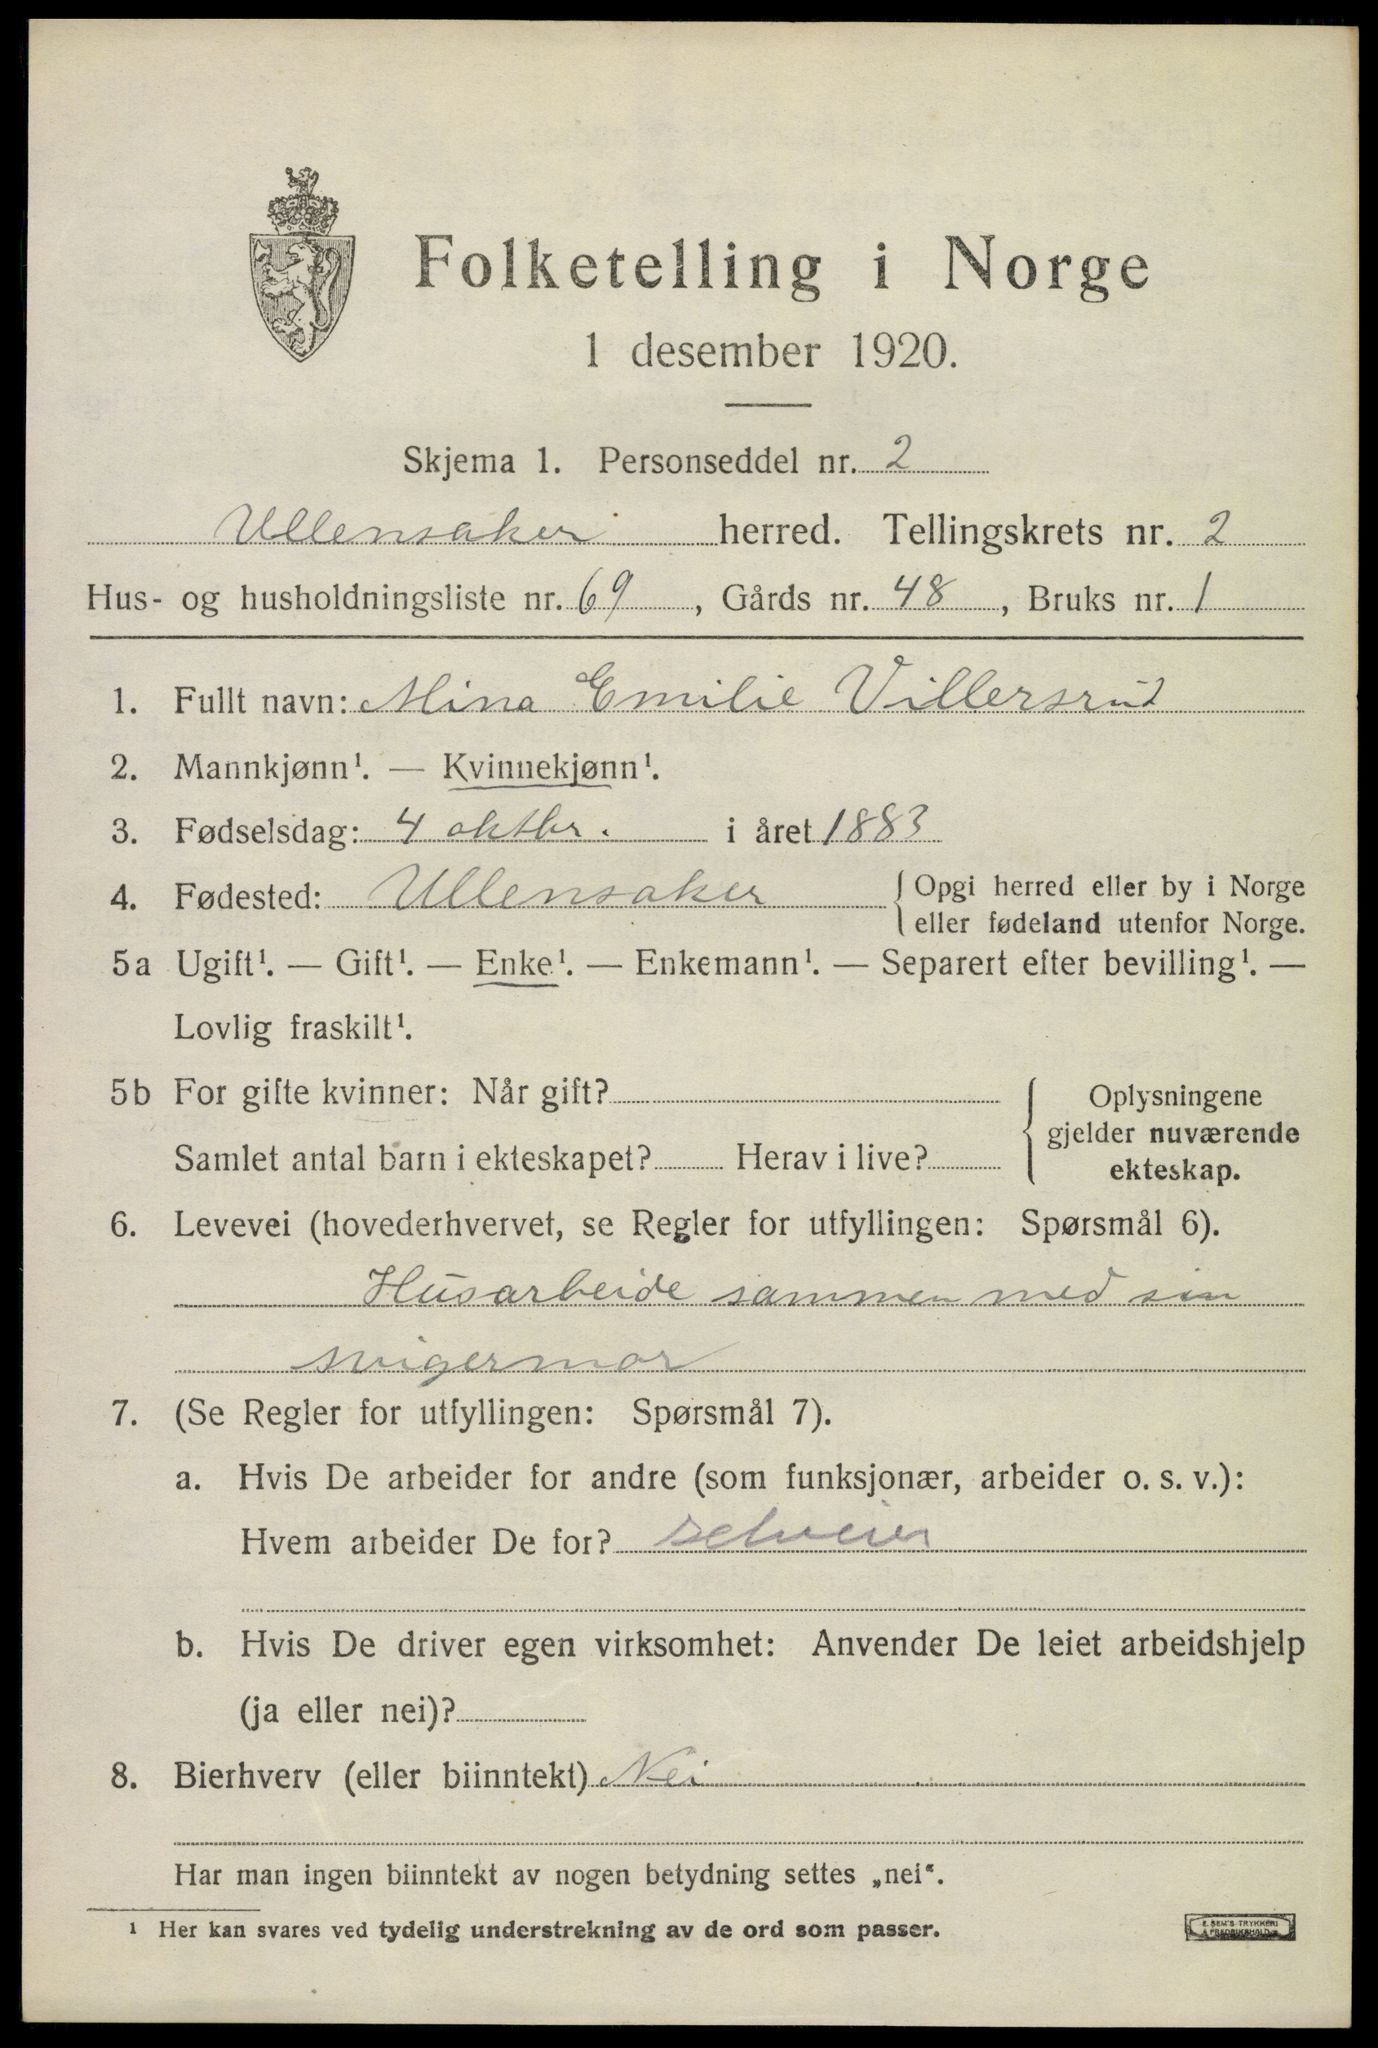 Folketelling i Norge
1 desember 1920.
Skjema 1. Personseddel nr. 2
Ullensaker herred. Tellingskrets nr. 2
Hus- og husholdningsliste nr. 69, Gårds nr. 48, Bruks nr. 1
1. Fullt navn: Mina Emilie Villersrud
2. Mannkjønn¹. — Kvinnekjønn¹.
3. Fødselsdag: 4 oktbr. i året 1883
4. Fødested: Ullensaker { Opgi herred eller by i Norge
eller fødeland utenfor Norge.
5a Ugift¹. — Gift¹. — Enke¹. — Enkemann¹. — Separert efter bevilling¹. —
Lovlig fraskilt¹.
5b For gifte kvinner: Når gift?
Samlet antal barn i ekteskapet? Herav i live?
{ Oplysningene
gjelder nuværende
ekteskap.
6. Levevei (hovederhvervet, se Regler for utfyllingen: Spørsmål 6).
Husarbeide sammen med sin
svigermor
7. (Se Regler for utfyllingen: Spørsmål 7).
a. Hvis De arbeider for andre (som funksjonær, arbeider o. s. v.):
Hvem arbeider De for? selveier
b. Hvis De driver egen virksomhet: Anvender De leiet arbeidshjelp
(ja eller nei)?
8. Bierhverv (eller biinntekt) Nei
Har man ingen biinntekt av nogen betydning settes „nei“.
¹ Her kan svares ved tydelig understrekning av de ord som passer.
E. SEM'S TRYKKERI
FREDRIKSHALD